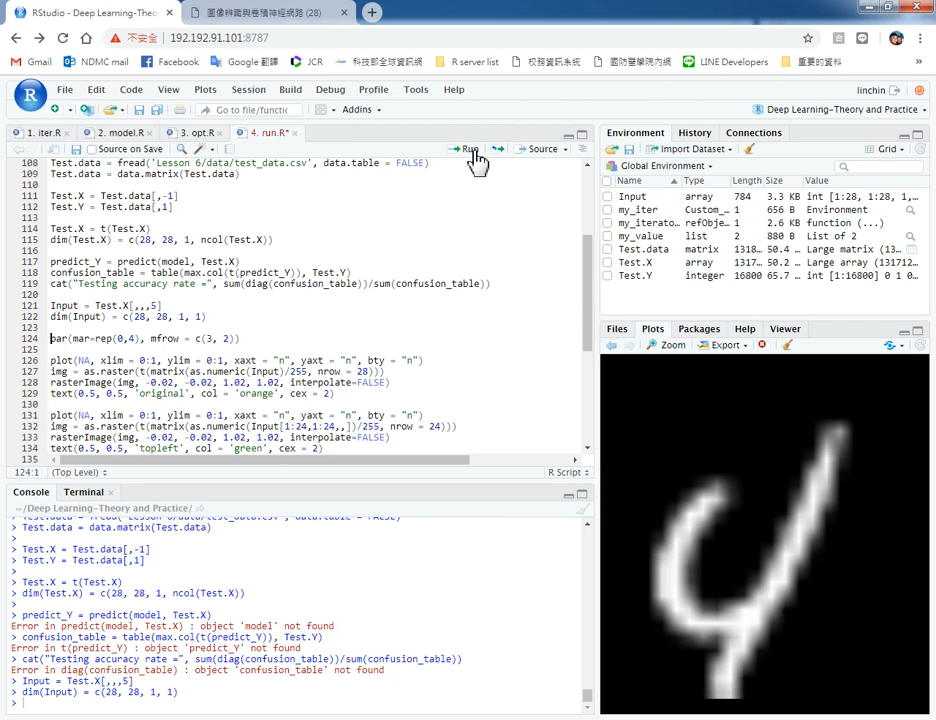 RStudio - Deep Learning-Theo
圖像辨識與卷積神經網路 (28)
不安全
192.192.91.101:8787
Gmail
NDMC mail
Facebook
Google 翻譯
JCR
科技部全球資訊網
R server list
校務資訊系統
國防醫學院內網
LINE Developers
重要的資料
File Edit Code View Plots Session Build Debug Profile Tools Help
linchin
Go to file/functic
Addins
Deep Learning-Theory and Practice
1. iter.R
2. model.R
3. opt.R
4. run.R*
Source on Save
Run
Source
108 Test.data = fread('Lesson 6/data/test_data.csv', data.table = FALSE)
109 Test.data = data.matrix(Test.data)
110
111 Test.X = Test.data[,-1]
112 Test.Y = Test.data[,1]
113
114 Test.X = t(Test.X)
115 dim(Test.X) = c(28, 28, 1, ncol(Test.X))
116
117 predict_Y = predict(model, Test.X)
118 confusion_table = table(max.col(t(predict_Y)), Test.Y)
119 cat("Testing accuracy rate =", sum(diag(confusion_table))/sum(confusion_table))
120
121 Input = Test.X[,,,5]
122 dim(Input) = c(28, 28, 1, 1)
123
124 par(mar=rep(0,4), mfrow = c(3, 2))
125
126 plot(NA, xlim = 0:1, ylim = 0:1, xaxt = "n", yaxt = "n", bty = "n")
127 img = as.raster(t(matrix(as.numeric(Input)/255, nrow = 28)))
128 rasterImage(img, -0.02, -0.02, 1.02, 1.02, interpolate=FALSE)
129 text(0.5, 0.5, 'original', col = 'orange', cex = 2)
130
131 plot(NA, xlim = 0:1, ylim = 0:1, xaxt = "n", yaxt = "n", bty = "n")
132 img = as.raster(t(matrix(as.numeric(Input[1:24,1:24,,])/255, nrow = 24)))
133 rasterImage(img, -0.02, -0.02, 1.02, 1.02, interpolate=FALSE)
134 text(0.5, 0.5, 'topleft', col = 'green', cex = 2)
135
124:1 (Top Level) R Script
Console Terminal
~/Deep Learning-Theory and Practice/
> Test.data = fread('Lesson 6/data/test_data.csv', data.table = FALSE)
> Test.data = data.matrix(Test.data)
>
> Test.X = Test.data[,-1]
> Test.Y = Test.data[,1]
>
> Test.X = t(Test.X)
> dim(Test.X) = c(28, 28, 1, ncol(Test.X))
>
> predict_Y = predict(model, Test.X)
Error in predict(model, Test.X) : object 'model' not found
> confusion_table = table(max.col(t(predict_Y)), Test.Y)
Error in t(predict_Y) : object 'predict_Y' not found
> cat("Testing accuracy rate =", sum(diag(confusion_table))/sum(confusion_table))
Error in diag(confusion_table) : object 'confusion_table' not found
> Input = Test.X[,,,5]
> dim(Input) = c(28, 28, 1, 1)
>
Environment History Connections
Import Dataset
Grid
Global Environment
Name Type Length Size Value
Input array 784 3.3 KB int [1:28, 1:28, 1,…
my_iter Custom_… 1 656 B Environment
my_iterato… refObje… 1 2.6 KB function (...)
my_value list 2 880 B List of 2
Test.data matrix 1318… 50.4 … Large matrix (13…
Test.X array 1317… 50.2 … Large array (131712…
Test.Y integer 16800 65.7 … int [1:16800] 0 1 0…
Files Plots Packages Help Viewer
Zoom Export